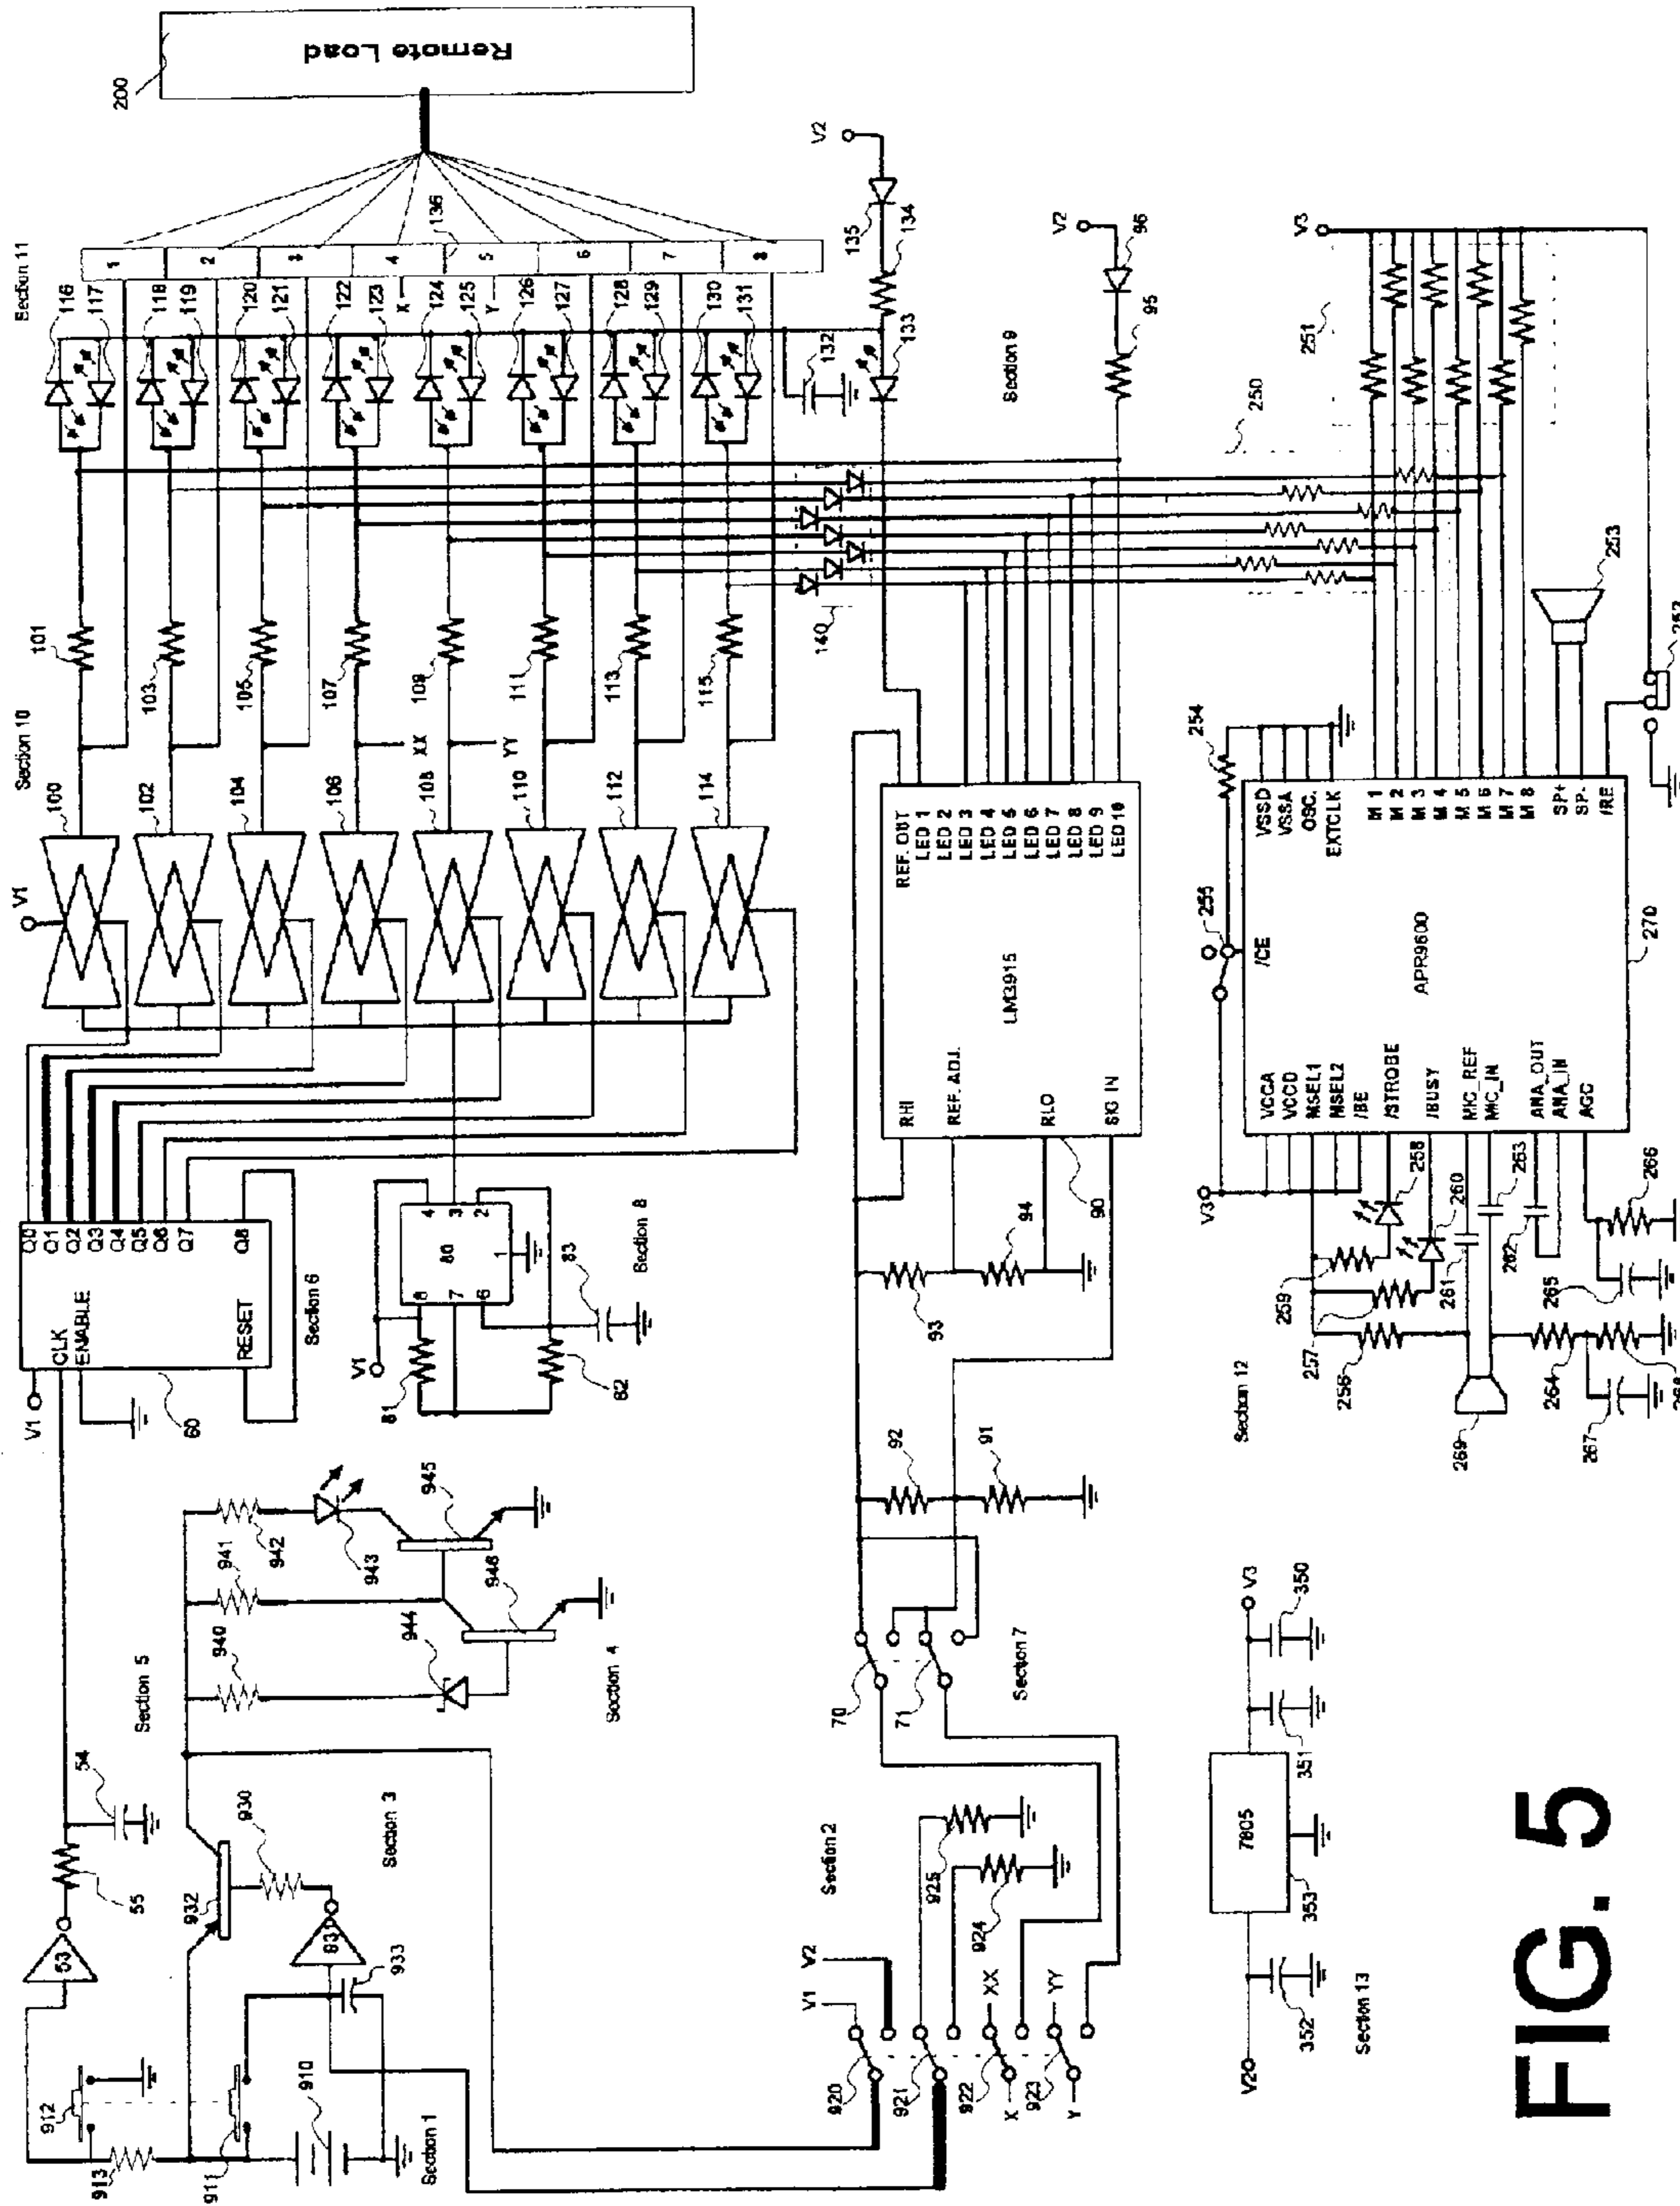 Remote Load
200
Section 11
116
117
118
119
120
121
122
123
124
125
126
127
128
129
130
131
1
2
3
4
5
6
7
8
136
X
Y
V2
135
134
133
132
V2
96
95
Section 9
Section 10
101
103
105
107
109
111
113
115
XX
YY
100
102
104
106
108
110
112
114
V1
140
250
251
V3
253
252
V1
CLK
ENABLE
RESET
Q0
Q1
Q2
Q3
Q4
Q5
Q6
Q7
Q8
60
Section 6
V1
81
82
83
80
4
3
2
1
8
7
6
Section 8
RHI
REF. ADJ.
RLO
SIG IN
LM3915
REF. OUT
LED 1
LED 2
LED 3
LED 4
LED 5
LED 6
LED 7
LED 8
LED 9
LED 10
90
93
94
92
91
254
255
V3
/CE
APR9600
VSSD
VSSA
OSC.
EXTCLK
M 1
M 2
M 3
M 4
M 5
M 6
M 7
M 8
SP+
SP-
/RE
VCCA
VCCD
MSEL1
MSEL2
/BE
/STROBE
/BUSY
MIC_REF
MIC_IN
ANA_OUT
ANA_IN
AGC
270
256
257
258
259
260
261
262
263
264
265
266
267
268
269
Section 12
53
54
55
Section 5
932
930
931
933
Section 3
940
941
942
943
944
945
946
Section 4
912
913
911
910
Section 1
Section 2
V1
V2
920
921
922
923
X
XX
Y
YY
924
925
70
71
Section 7
V2
V3
7805
350
351
352
353
Section 13
FIG. 5